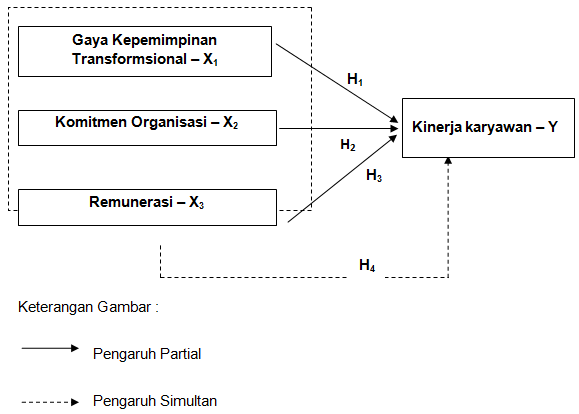 Gaya Kepemimpinan
Transformsional – X₁
H₁
Komitmen Organisasi – X₂
Kinerja karyawan – Y
H₂
H₃
Remunerasi – X₃
H₄
Keterangan Gambar :
Pengaruh Partial
Pengaruh Simultan